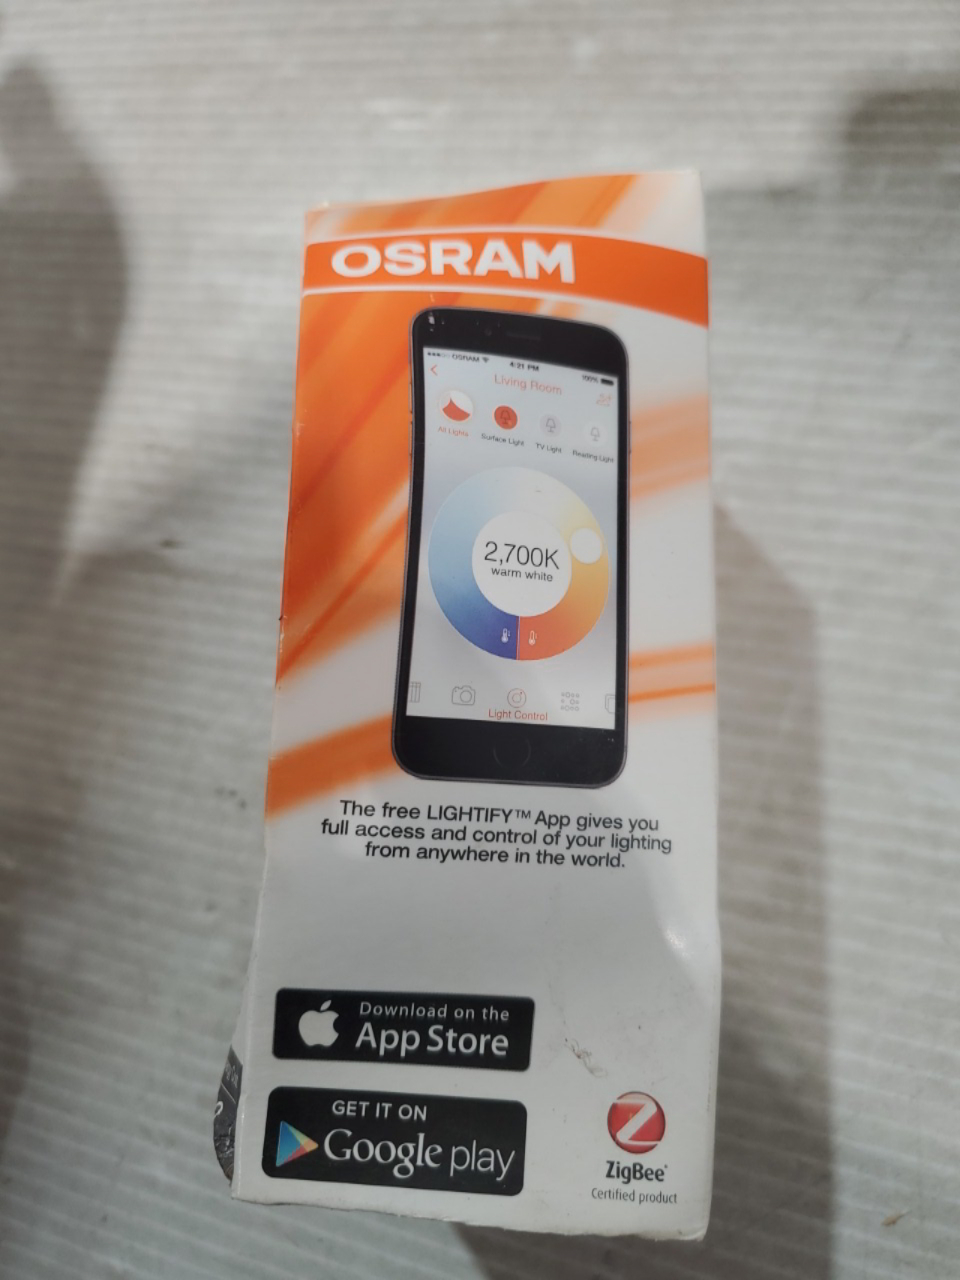 OSRAM
OSRAM
4:21 PM
100%
Living Room
All Lights
Surface Light
TV Light
Reading Light
2,700K
warm white
Light Control
The free LIGHTIFY™ App gives you
full access and control of your lighting
from anywhere in the world.
Download on the
App Store
GET IT ON
Google play
Z
ZigBee®
Certified product